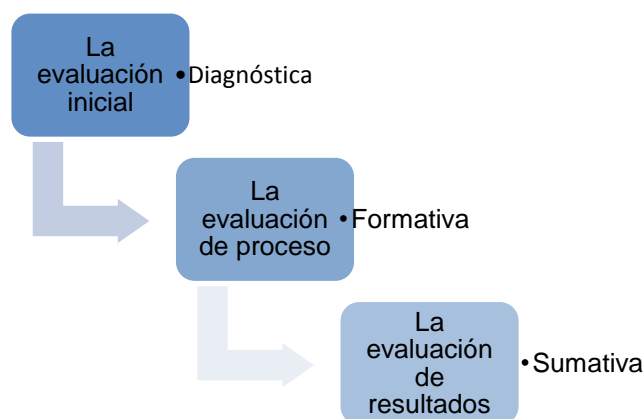 La
evaluación
inicial
•Diagnóstica
La
evaluación
de proceso
•Formativa
La
evaluación
de
resultados
•Sumativa